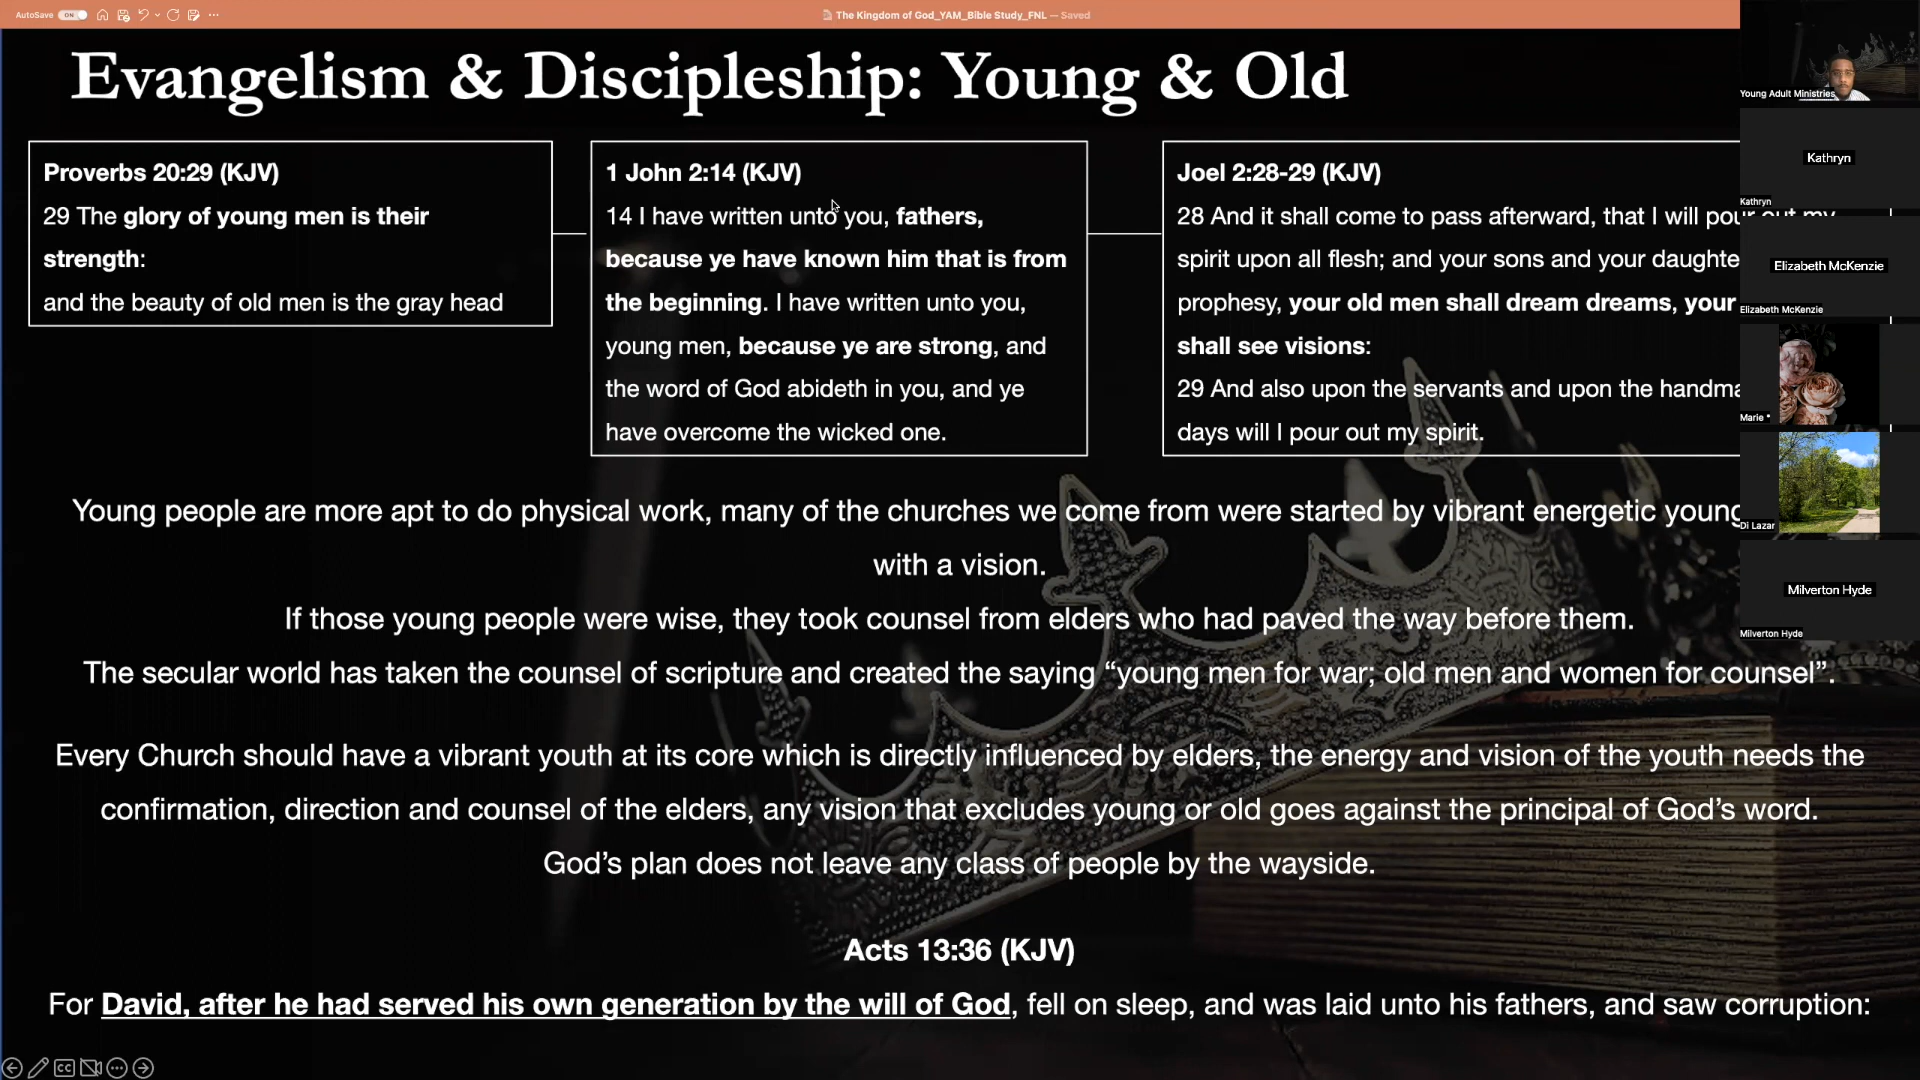 AutoSave ON
The Kingdom of God_YAM_Bible Study_FNL — Saved
Evangelism & Discipleship: Young & Old
Proverbs 20:29 (KJV)
29 The glory of young men is their
strength:
and the beauty of old men is the gray head
1 John 2:14 (KJV)
14 I have written unto you, fathers,
because ye have known him that is from
the beginning. I have written unto you,
young men, because ye are strong, and
the word of God abideth in you, and ye
have overcome the wicked one.
Joel 2:28-29 (KJV)
28 And it shall come to pass afterward, that I will pour out my
spirit upon all flesh; and your sons and your daughte
prophesy, your old men shall dream dreams, your
shall see visions:
29 And also upon the servants and upon the handma
days will I pour out my spirit.
Young people are more apt to do physical work, many of the churches we come from were started by vibrant energetic young
with a vision.
If those young people were wise, they took counsel from elders who had paved the way before them.
The secular world has taken the counsel of scripture and created the saying “young men for war; old men and women for counsel”.
Every Church should have a vibrant youth at its core which is directly influenced by elders, the energy and vision of the youth needs the
confirmation, direction and counsel of the elders, any vision that excludes young or old goes against the principal of God’s word.
God’s plan does not leave any class of people by the wayside.
Acts 13:36 (KJV)
For David, after he had served his own generation by the will of God, fell on sleep, and was laid unto his fathers, and saw corruption:
Young Adult Ministries
Kathryn
Kathryn
Elizabeth McKenzie
Elizabeth McKenzie
Marie *
Di Lazar
Milverton Hyde
Milverton Hyde
CC